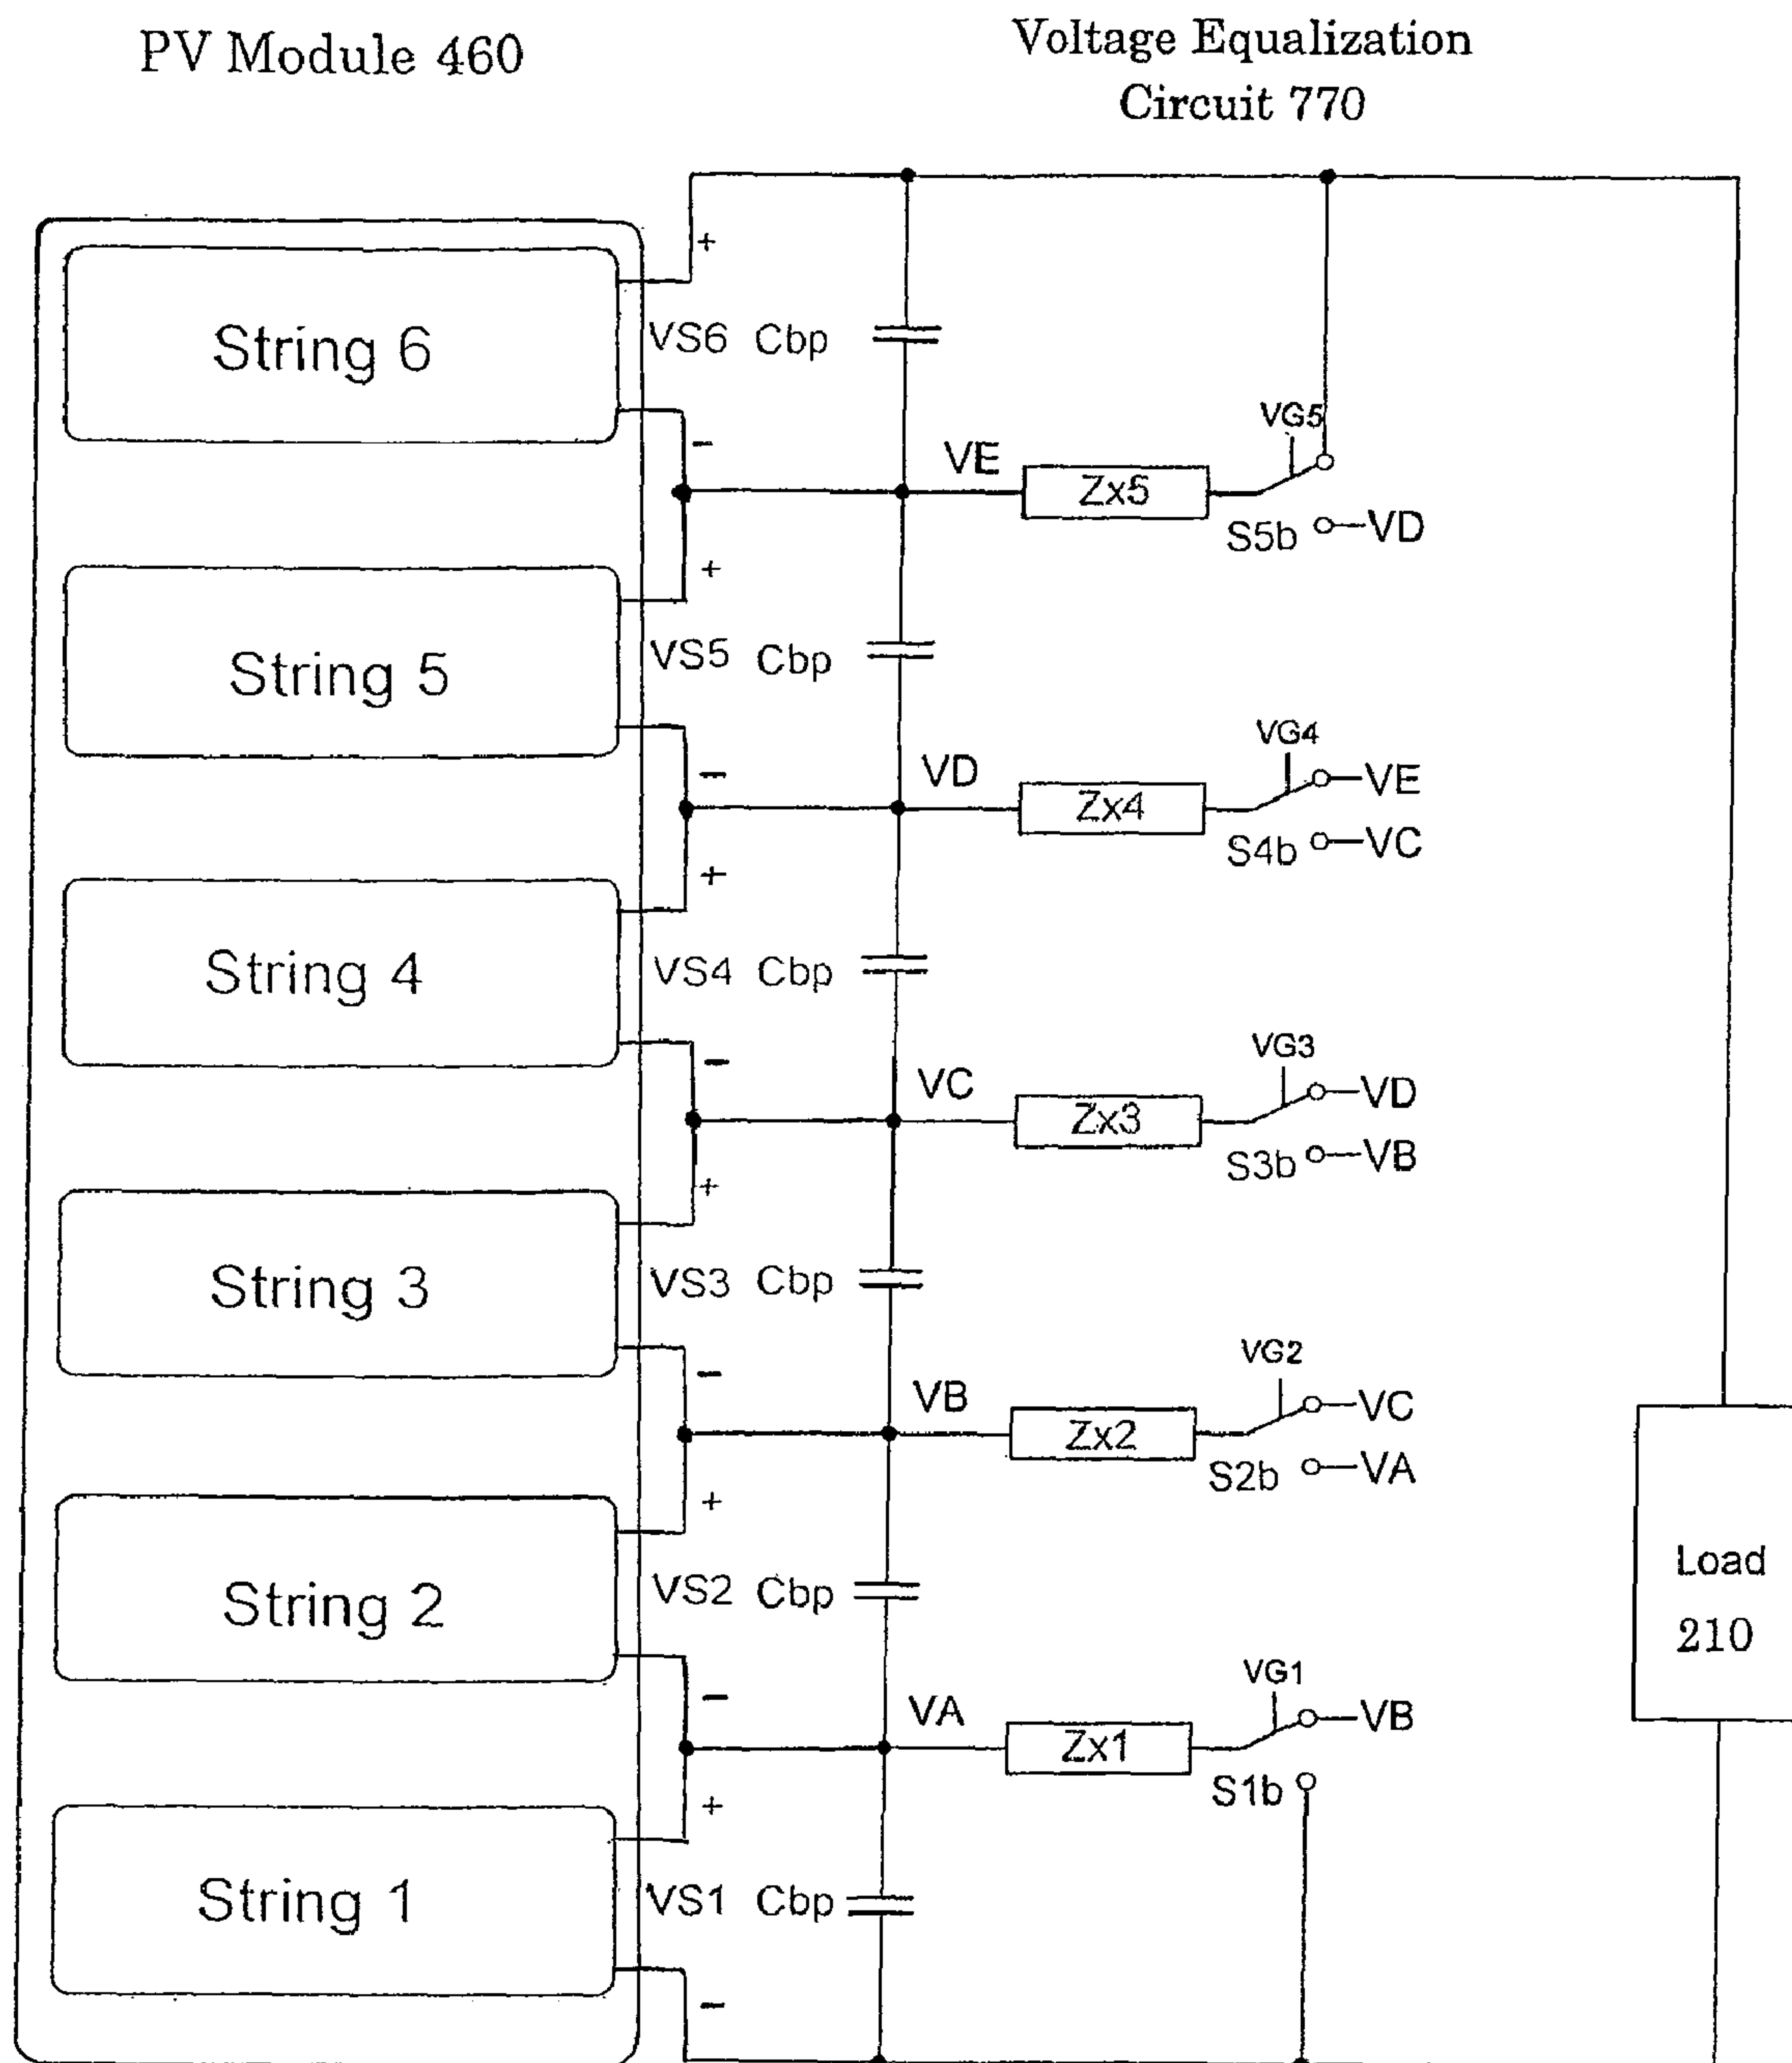 PV Module 460
Voltage Equalization
Circuit 770
+
String 6
VS6 Cbp
VG5
−
VE
Zx5
S5b
VD
+
String 5
VS5 Cbp
VG4
−
VD
Zx4
VE
S4b
VC
+
String 4
VS4 Cbp
VG3
−
VC
Zx3
VD
S3b
VB
+
String 3
VS3 Cbp
VG2
−
VB
Zx2
VC
S2b
VA
+
String 2
VS2 Cbp
Load
210
VG1
−
VA
Zx1
VB
S1b
+
String 1
VS1 Cbp
−